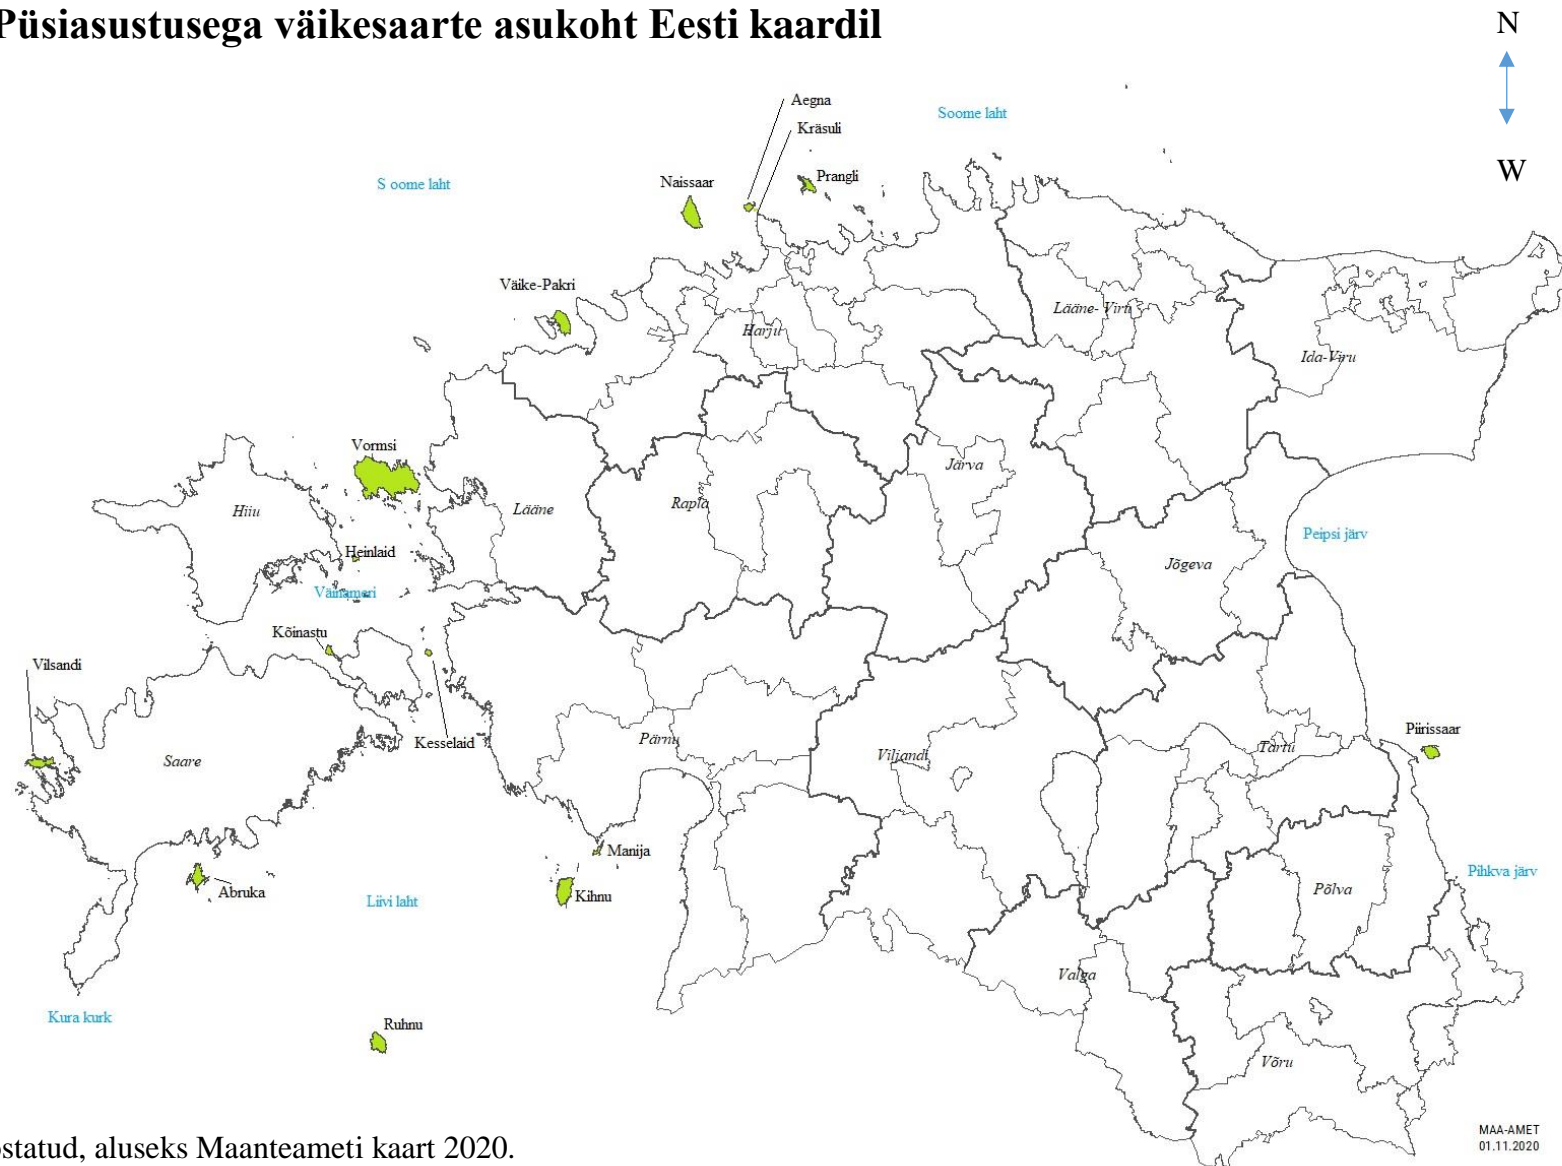 Püsiasustusega väikesaarte asukoht Eesti kaardil
N
W
Aegna
Kräsuli
Soome laht
S oome laht
Naissaar
Prangli
Väike-Pakri
Harju
Lääne- Viru
Ida-Viru
Vormsi
Hiiu
Lääne
Rapla
Järva
Heinlaid
Väinameri
Peipsi järv
Jõgeva
Kõinastu
Vilsandi
Kesselaid
Saare
Pärnu
Viljandi
Tartu
Piirissaar
Manija
Abruka
Kihnu
Liivi laht
Pihkva järv
Põlva
Valga
Kura kurk
Ruhnu
Võru
MAA-AMET
01.11.2020
statud, aluseks Maanteameti kaart 2020.